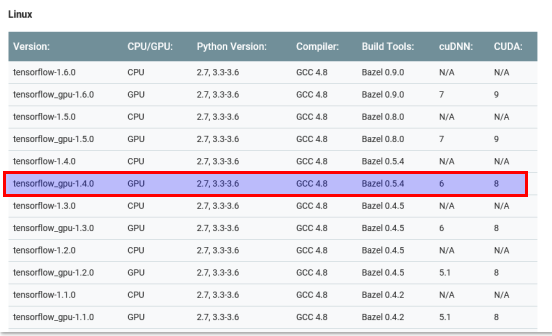 Linux
Version: CPU/GPU: Python Version: Compiler: Build Tools: cuDNN: CUDA:
tensorflow-1.6.0 CPU 2.7, 3.3-3.6 GCC 4.8 Bazel 0.9.0 N/A N/A
tensorflow_gpu-1.6.0 GPU 2.7, 3.3-3.6 GCC 4.8 Bazel 0.9.0 7 9
tensorflow-1.5.0 CPU 2.7, 3.3-3.6 GCC 4.8 Bazel 0.8.0 N/A N/A
tensorflow_gpu-1.5.0 GPU 2.7, 3.3-3.6 GCC 4.8 Bazel 0.8.0 7 9
tensorflow-1.4.0 CPU 2.7, 3.3-3.6 GCC 4.8 Bazel 0.5.4 N/A N/A
tensorflow_gpu-1.4.0 GPU 2.7, 3.3-3.6 GCC 4.8 Bazel 0.5.4 6 8
tensorflow-1.3.0 CPU 2.7, 3.3-3.6 GCC 4.8 Bazel 0.4.5 N/A N/A
tensorflow_gpu-1.3.0 GPU 2.7, 3.3-3.6 GCC 4.8 Bazel 0.4.5 6 8
tensorflow-1.2.0 CPU 2.7, 3.3-3.6 GCC 4.8 Bazel 0.4.5 N/A N/A
tensorflow_gpu-1.2.0 GPU 2.7, 3.3-3.6 GCC 4.8 Bazel 0.4.5 5.1 8
tensorflow-1.1.0 CPU 2.7, 3.3-3.6 GCC 4.8 Bazel 0.4.2 N/A N/A
tensorflow_gpu-1.1.0 GPU 2.7, 3.3-3.6 GCC 4.8 Bazel 0.4.2 5.1 8